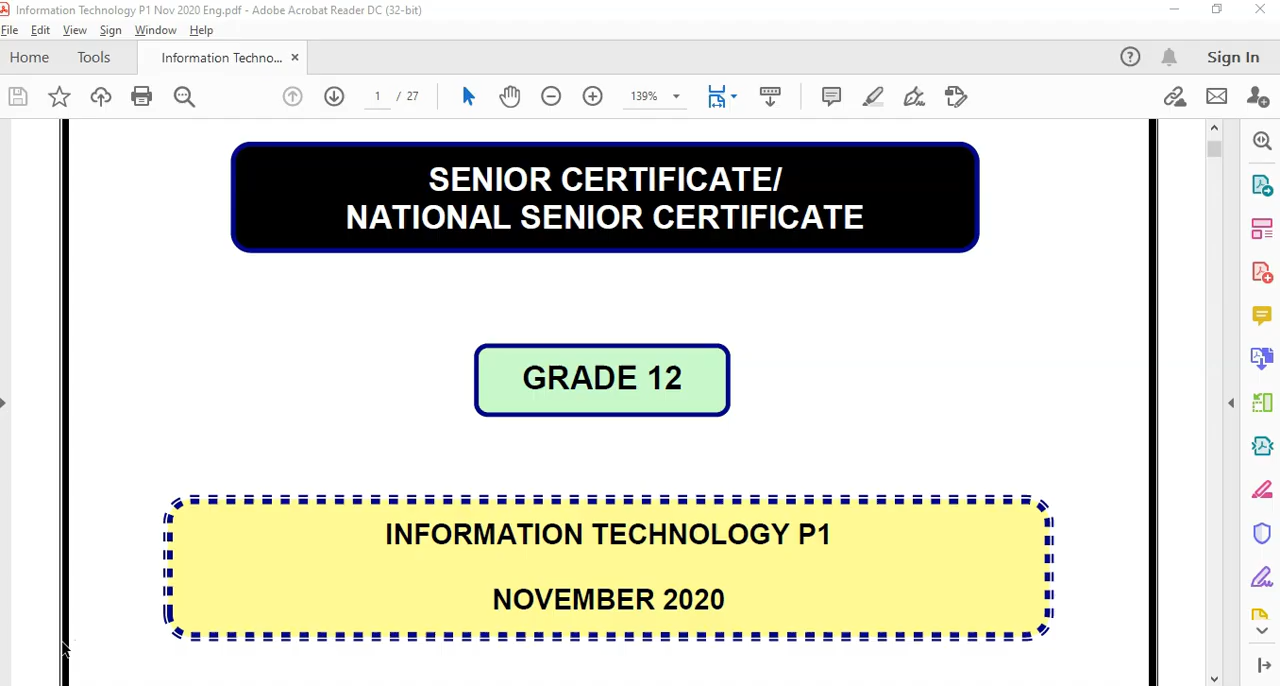 Information Technology P1 Nov 2020 Eng.pdf - Adobe Acrobat Reader DC (32-bit)
File Edit View Sign Window Help
Home Tools Information Techno... × Sign In
1 / 27 139%
SENIOR CERTIFICATE/
NATIONAL SENIOR CERTIFICATE
GRADE 12
INFORMATION TECHNOLOGY P1
NOVEMBER 2020